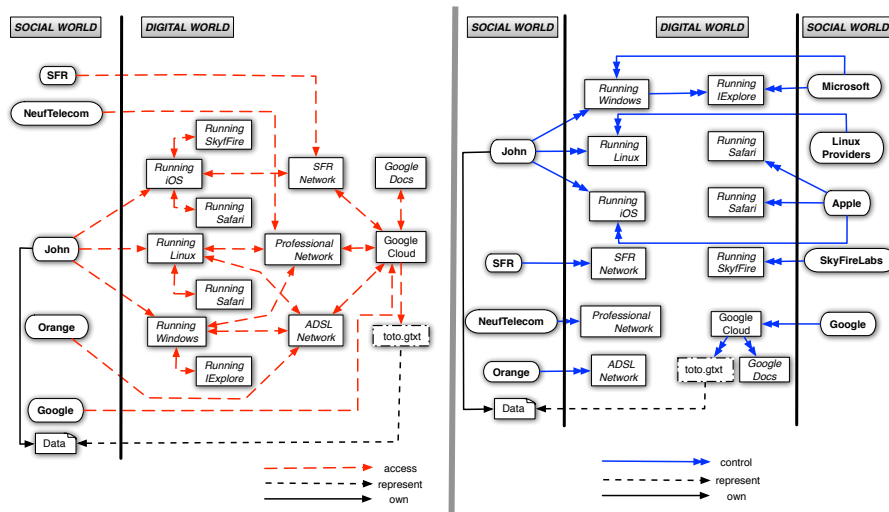 SOCIAL WORLD
DIGITAL WORLD
SFR
NeufTelecom
Running
SkyfFire
Running
iOS
SFR
Network
Google
Docs
Running
Safari
John
Running
Linux
Professional
Network
Google
Cloud
Running
Safari
Orange
Running
Windows
ADSL
Network
toto.gtxt
Running
IExplore
Google
Data
access
represent
own
SOCIAL WORLD
DIGITAL WORLD
SOCIAL WORLD
Running
Windows
Running
IExplore
Microsoft
John
Running
Linux
Running
Safari
Linux
Providers
Running
iOS
Running
Safari
Apple
SFR
SFR
Network
Running
SkyFire
SkyFireLabs
NeufTelecom
Professional
Network
Google
Cloud
Google
Orange
ADSL
Network
toto.gtxt
Google
Docs
Data
control
represent
own